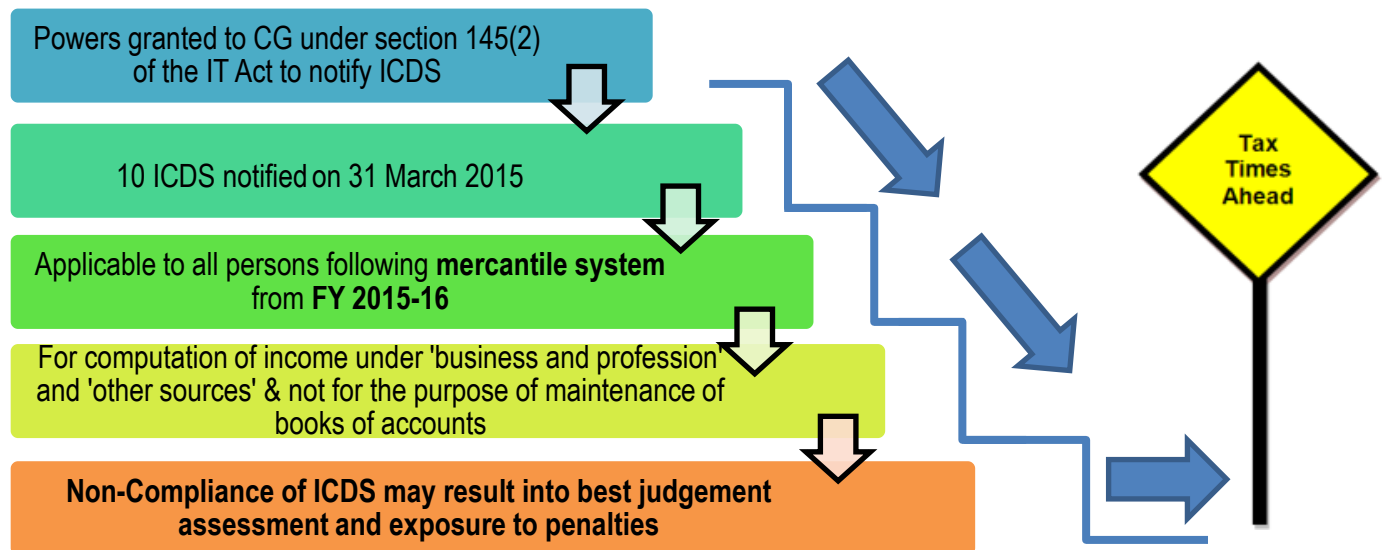 Powers granted to CG under section 145(2)
of the IT Act to notify ICDS
10 ICDS notified on 31 March 2015
Applicable to all persons following mercantile system
from FY 2015-16
For computation of income under 'business and profession'
and 'other sources' & not for the purpose of maintenance of
books of accounts
Non-Compliance of ICDS may result into best judgement
assessment and exposure to penalties
Tax
Times
Ahead